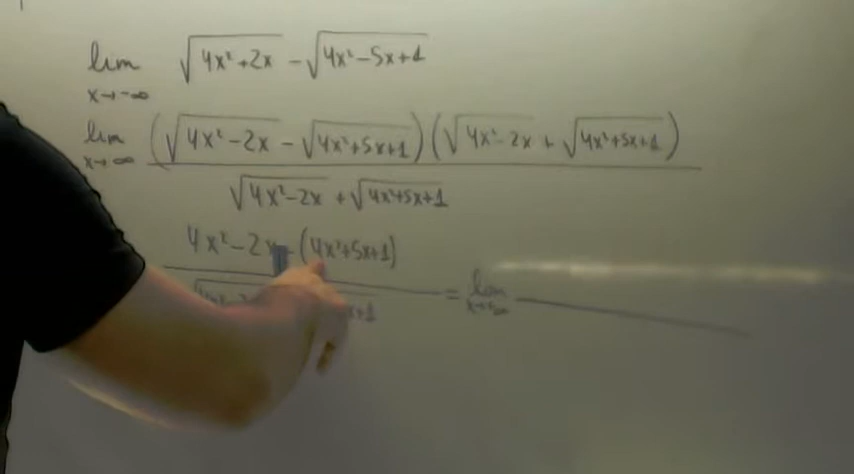 lim √(4x²+2x) - √(4x²-5x+1)
x→-∞
lim (√(4x²-2x) - √(4x²+5x+1)) (√(4x²-2x) + √(4x²+5x+1))
x→∞
√(4x²-2x) + √(4x²+5x+1)
4x²-2x - (4x²+5x+1)
= lim
x+1